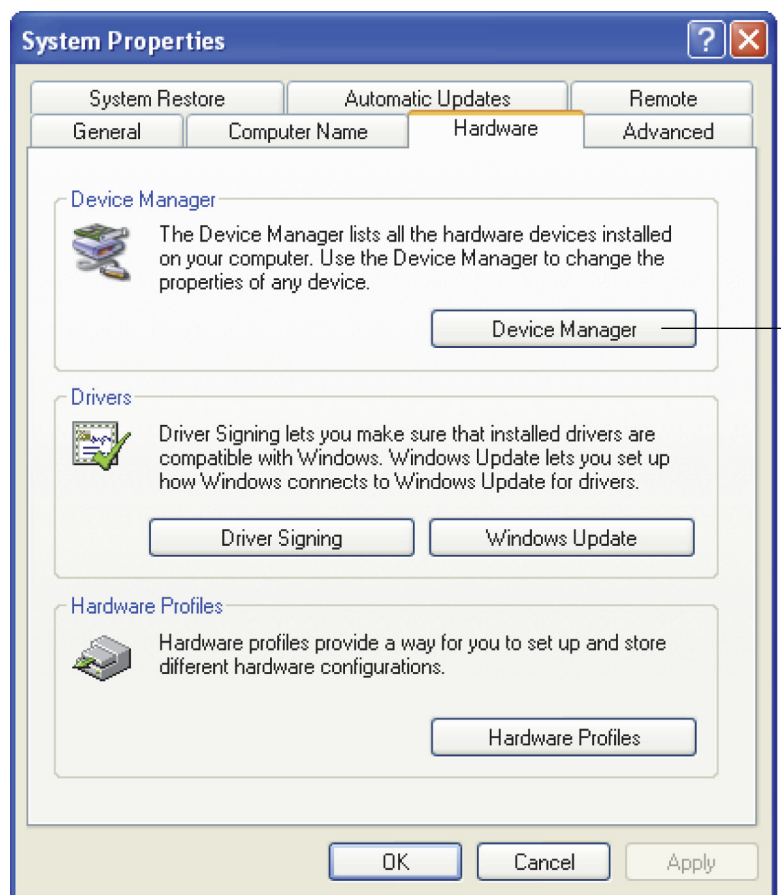 System Properties
System Restore Automatic Updates Remote
General Computer Name Hardware Advanced
Device Manager
The Device Manager lists all the hardware devices installed
on your computer. Use the Device Manager to change the
properties of any device.
Device Manager
Drivers
Driver Signing lets you make sure that installed drivers are
compatible with Windows. Windows Update lets you set up
how Windows connects to Windows Update for drivers.
Driver Signing Windows Update
Hardware Profiles
Hardware profiles provide a way for you to set up and store
different hardware configurations.
Hardware Profiles
OK Cancel Apply